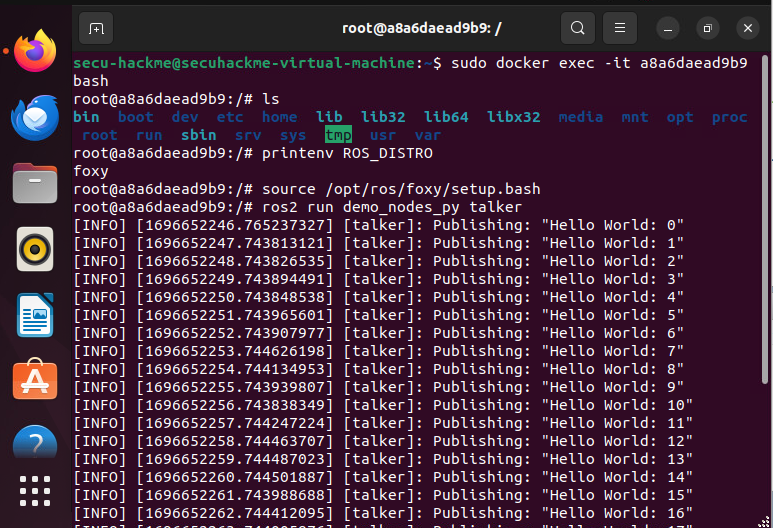 root@a8a6daead9b9: /
secu-hackme@secuhackme-virtual-machine:~$ sudo docker exec -it a8a6daead9b9
bash
root@a8a6daead9b9:/# ls
bin boot dev etc home lib lib32 lib64 libx32 media mnt opt proc
root run sbin srv sys tmp usr var
root@a8a6daead9b9:/# printenv ROS_DISTRO
foxy
root@a8a6daead9b9:/# source /opt/ros/foxy/setup.bash
root@a8a6daead9b9:/# ros2 run demo_nodes_py talker
[INFO] [1696652246.765237327] [talker]: Publishing: "Hello World: 0"
[INFO] [1696652247.743813121] [talker]: Publishing: "Hello World: 1"
[INFO] [1696652248.743826535] [talker]: Publishing: "Hello World: 2"
[INFO] [1696652249.743894491] [talker]: Publishing: "Hello World: 3"
[INFO] [1696652250.743848538] [talker]: Publishing: "Hello World: 4"
[INFO] [1696652251.743965601] [talker]: Publishing: "Hello World: 5"
[INFO] [1696652252.743907977] [talker]: Publishing: "Hello World: 6"
[INFO] [1696652253.744626198] [talker]: Publishing: "Hello World: 7"
[INFO] [1696652254.744134953] [talker]: Publishing: "Hello World: 8"
[INFO] [1696652255.743939807] [talker]: Publishing: "Hello World: 9"
[INFO] [1696652256.743838349] [talker]: Publishing: "Hello World: 10"
[INFO] [1696652257.744247224] [talker]: Publishing: "Hello World: 11"
[INFO] [1696652258.744463707] [talker]: Publishing: "Hello World: 12"
[INFO] [1696652259.744487023] [talker]: Publishing: "Hello World: 13"
[INFO] [1696652260.744501887] [talker]: Publishing: "Hello World: 14"
[INFO] [1696652261.743988688] [talker]: Publishing: "Hello World: 15"
[INFO] [1696652262.744412095] [talker]: Publishing: "Hello World: 16"